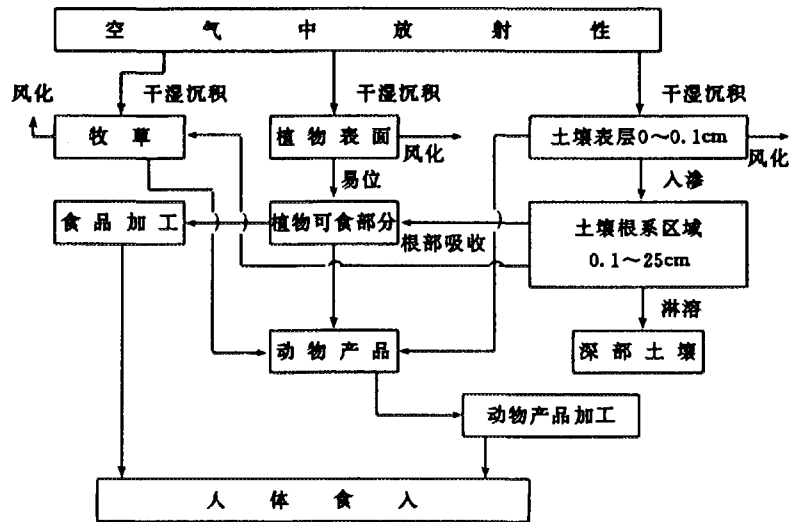 空气中放射性
风化
干湿沉积
干湿沉积
干湿沉积
牧草
植物表面
风化
土壤表层0～0.1cm
风化
易位
入渗
食品加工
植物可食部分
根部吸收
土壤根系区域
0.1～25cm
淋溶
动物产品
深部土壤
动物产品加工
人体食入